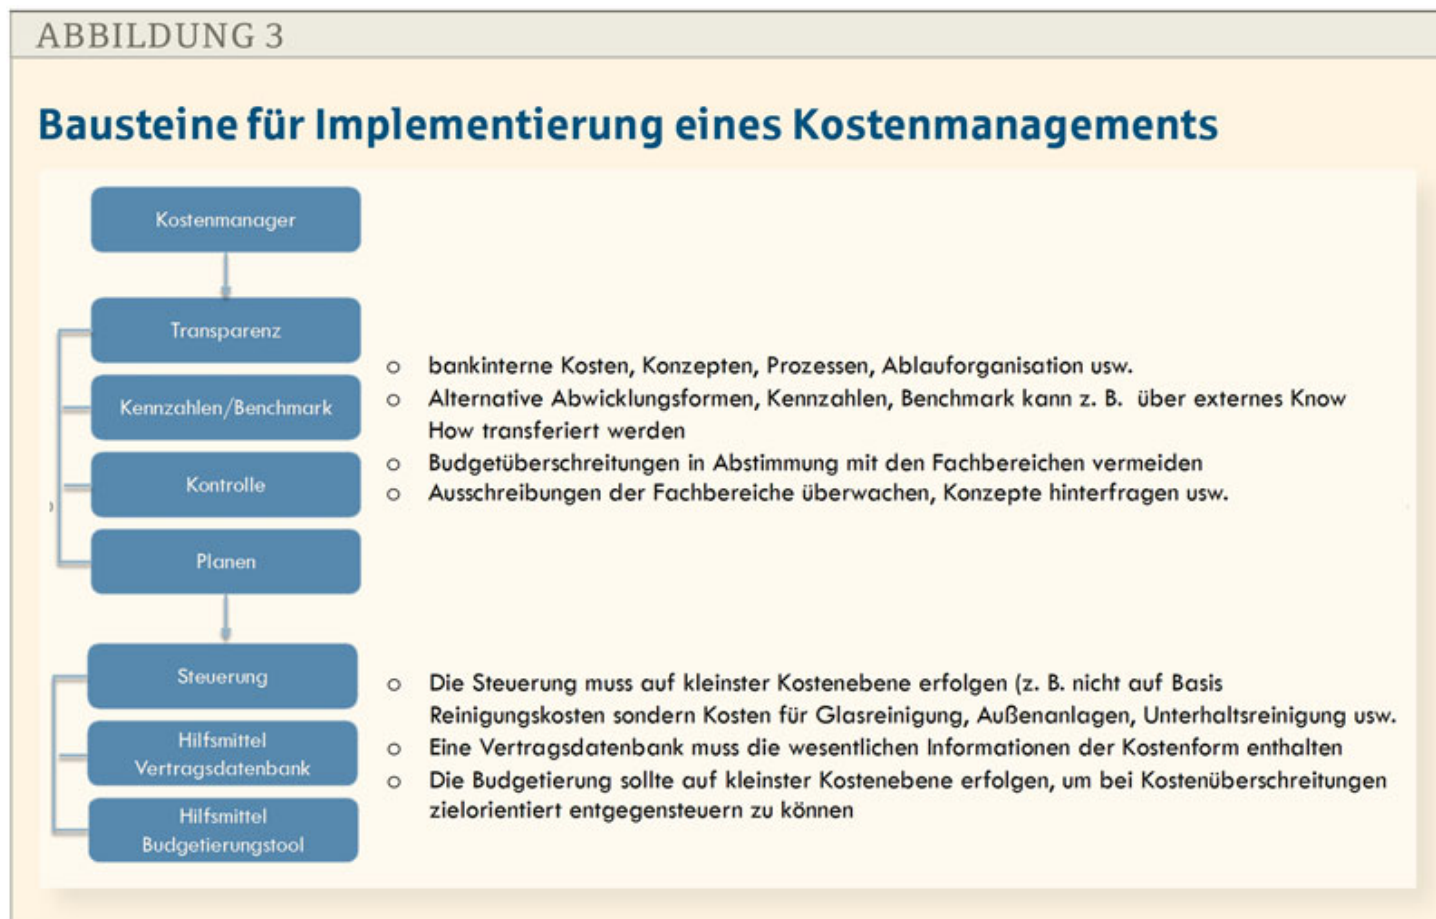 ABBILDUNG 3
Bausteine für Implementierung eines Kostenmanagements
Kostenmanager
Transparenz
Kennzahlen/Benchmark
Kontrolle
Planen
o bankinterne Kosten, Konzepten, Prozessen, Ablauforganisation usw.
o Alternative Abwicklungsformen, Kennzahlen, Benchmark kann z. B. über externes Know
How transferiert werden
o Budgetüberschreitungen in Abstimmung mit den Fachbereichen vermeiden
o Ausschreibungen der Fachbereiche überwachen, Konzepte hinterfragen usw.
Steuerung
Hilfsmittel
Vertragsdatenbank
Hilfsmittel
Budgetierungstool
o Die Steuerung muss auf kleinster Kostenebene erfolgen (z. B. nicht auf Basis
Reinigungskosten sondern Kosten für Glasreinigung, Außenanlagen, Unterhaltsreinigung usw.
o Eine Vertragsdatenbank muss die wesentlichen Informationen der Kostenform enthalten
o Die Budgetierung sollte auf kleinster Kostenebene erfolgen, um bei Kostenüberschreitungen
zielorientiert entgegensteuern zu können